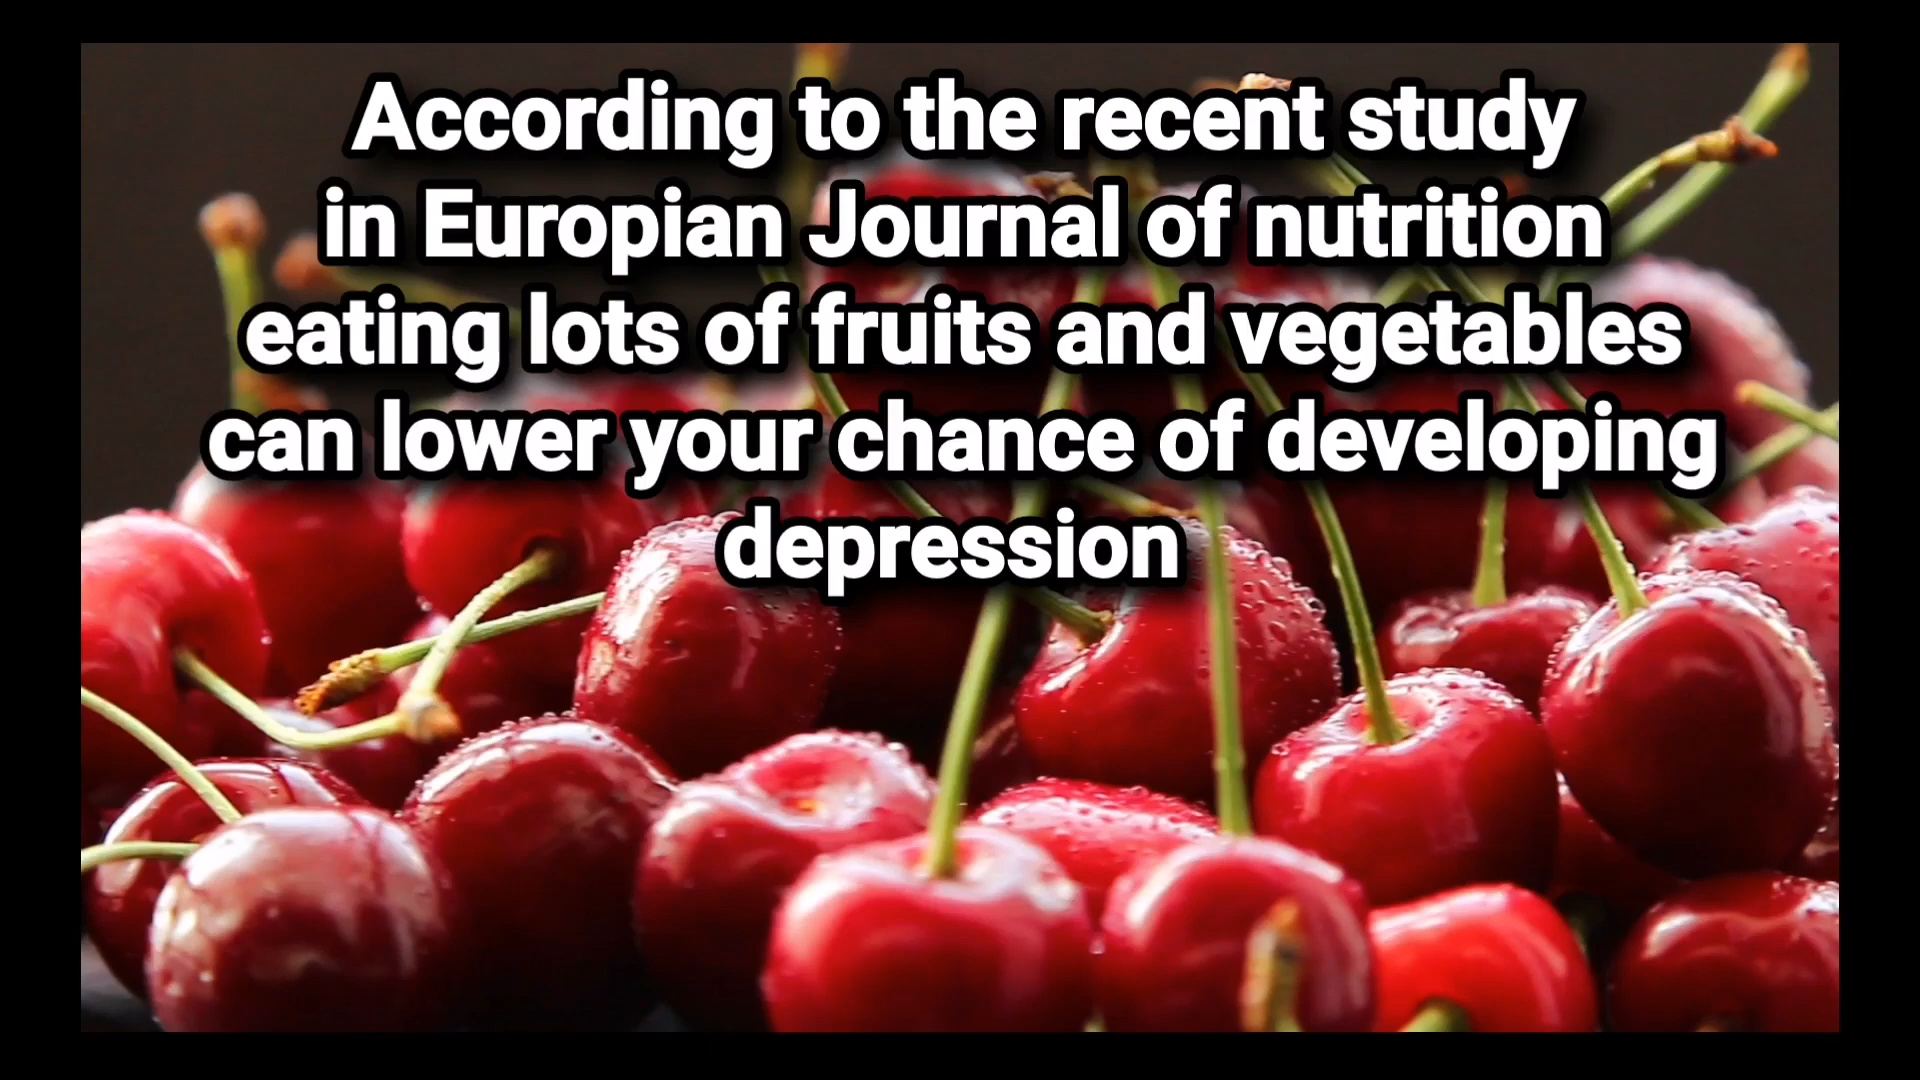 According to the recent study
in Europian Journal of nutrition
eating lots of fruits and vegetables
can lower your chance of developing
depression